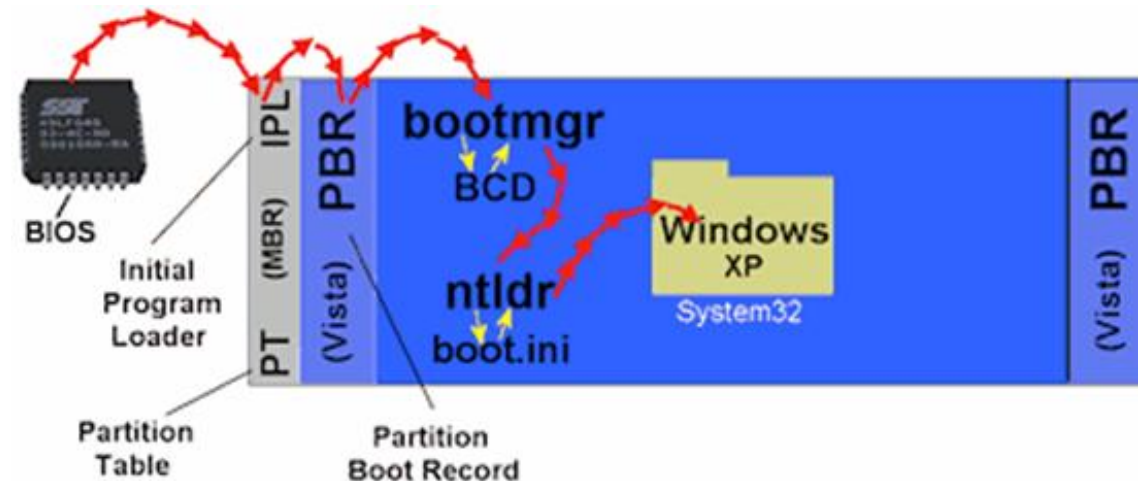 SST
BIOS
Initial
Program
Loader
Partition
Table
IPL
(MBR)
PT
PBR
(Vista)
Partition
Boot Record
bootmgr
BCD
ntldr
boot.ini
Windows
XP
System32
PBR
(Vista)